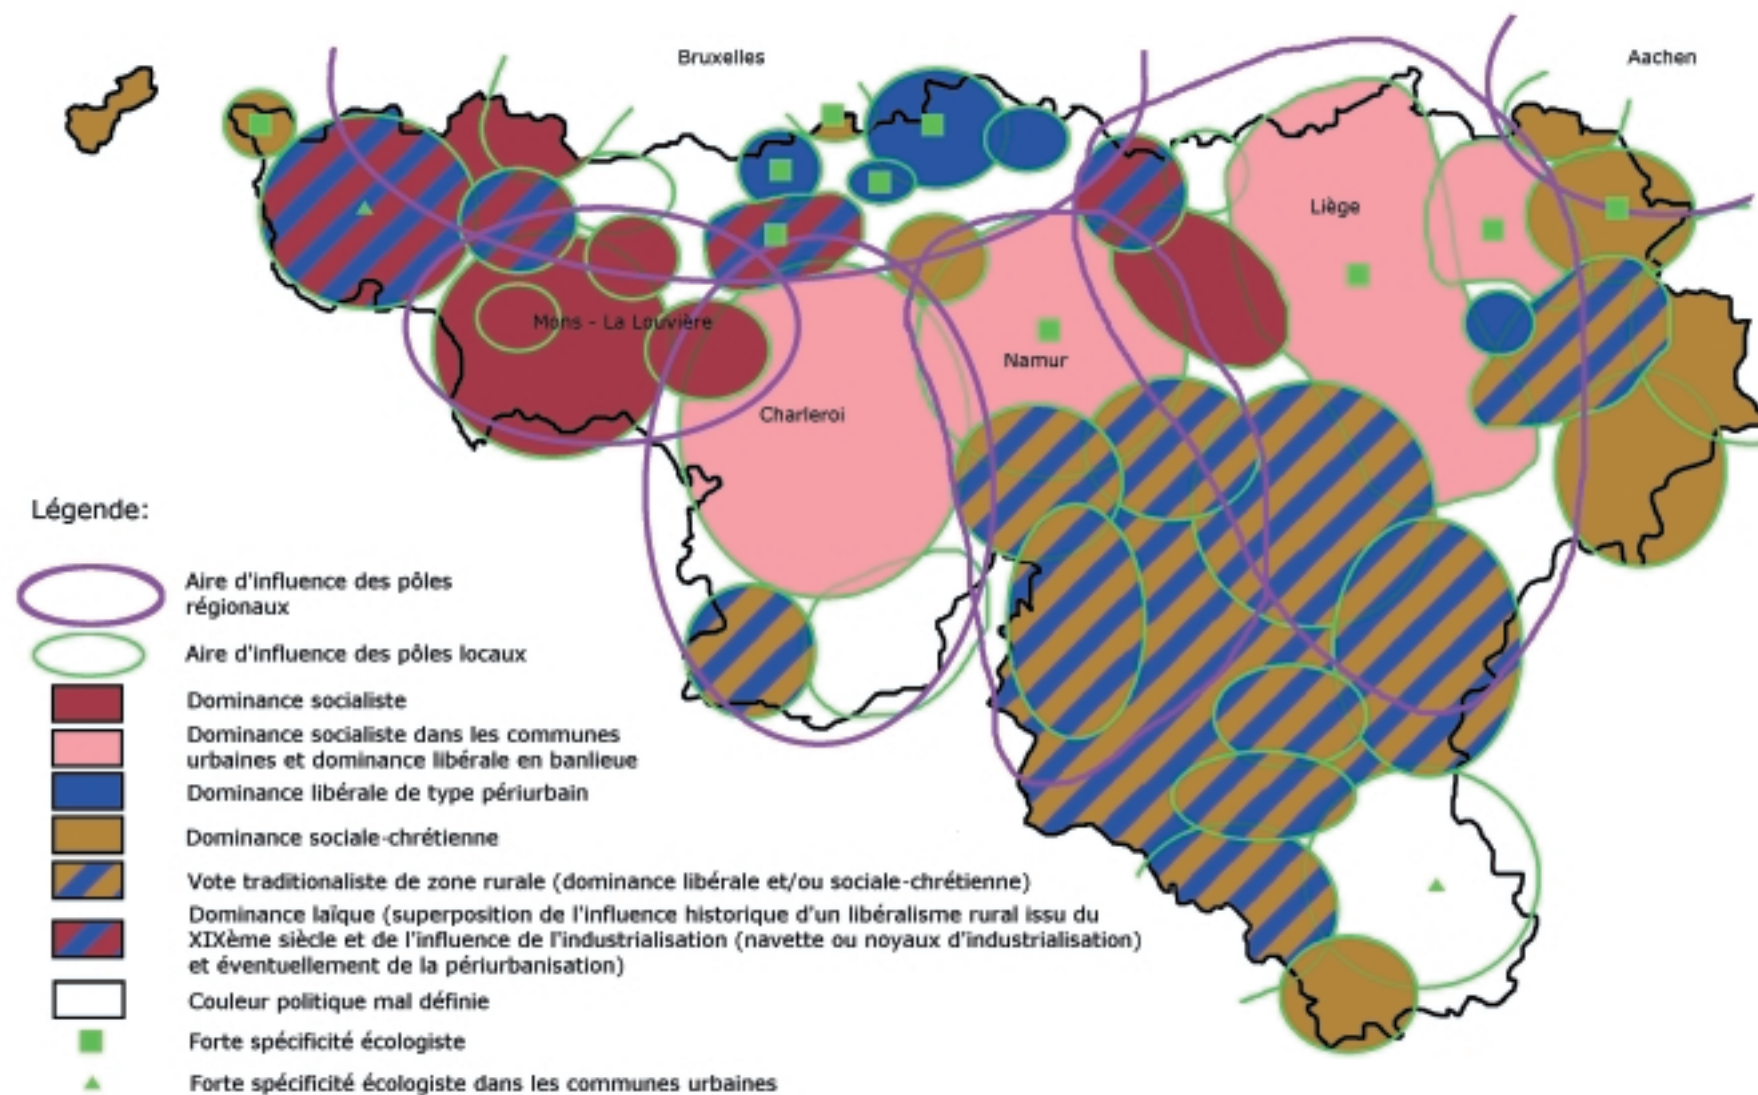 Bruxelles
Aachen
Liège
Mons - La Louvière
Namur
Charleroi
Légende:
Aire d'influence des pôles
régionaux
Aire d'influence des pôles locaux
Dominance socialiste
Dominance socialiste dans les communes
urbaines et dominance libérale en banlieue
Dominance libérale de type périurbain
Dominance sociale-chrétienne
Vote traditionaliste de zone rurale (dominance libérale et/ou sociale-chrétienne)
Dominance laïque (superposition de l'influence historique d'un libéralisme rural issu du
XIXème siècle et de l'influence de l'industrialisation (navette ou noyaux d'industrialisation)
et éventuellement de la périurbanisation)
Couleur politique mal définie
Forte spécificité écologiste
Forte spécificité écologiste dans les communes urbaines